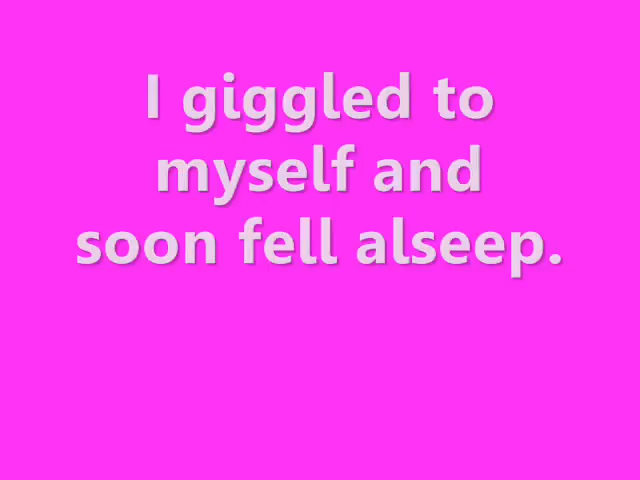 I giggled to
myself and
soon fell alseep.